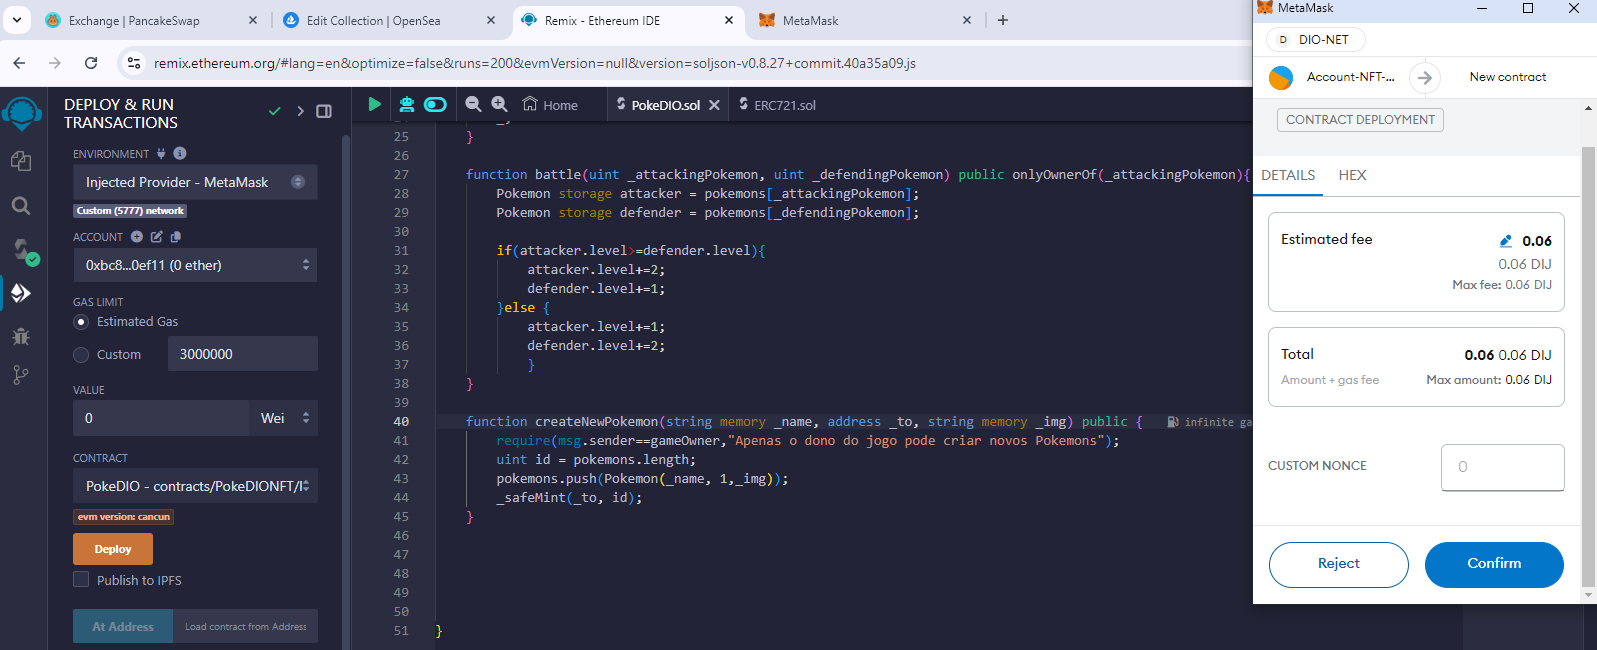 Exchange | PancakeSwap
Edit Collection | OpenSea
Remix - Ethereum IDE
MetaMask
remix.ethereum.org/#lang=en&optimize=false&runs=200&evmVersion=null&version=soljson-v0.8.27+commit.40a35a09.js
DEPLOY & RUN
TRANSACTIONS
ENVIRONMENT
Injected Provider - MetaMask
Custom (5777) network
ACCOUNT
0xbc8...0ef11 (0 ether)
GAS LIMIT
Estimated Gas
Custom
3000000
VALUE
0
Wei
CONTRACT
PokeDIO - contracts/PokeDIONFT/
evm version: cancun
Deploy
Publish to IPFS
At Address
Load contract from Address
Home
PokeDIO.sol
ERC721.sol
25 }
26
27 function battle(uint _attackingPokemon, uint _defendingPokemon) public onlyOwnerOf(_attackingPokemon){
28 Pokemon storage attacker = pokemons[_attackingPokemon];
29 Pokemon storage defender = pokemons[_defendingPokemon];
30
31 if(attacker.level>=defender.level){
32 attacker.level+=2;
33 defender.level+=1;
34 }else {
35 attacker.level+=1;
36 defender.level+=2;
37 }
38 }
39
40 function createNewPokemon(string memory _name, address _to, string memory _img) public { infinite ga
41 require(msg.sender==gameOwner,"Apenas o dono do jogo pode criar novos Pokemons");
42 uint id = pokemons.length;
43 pokemons.push(Pokemon(_name, 1,_img));
44 _safeMint(_to, id);
45 }
46
47
48
49
50
51 }
MetaMask
D DIO-NET
Account-NFT-...
New contract
CONTRACT DEPLOYMENT
DETAILS
HEX
Estimated fee
0.06
0.06 DIJ
Max fee: 0.06 DIJ
Total
0.06 0.06 DIJ
Amount + gas fee
Max amount: 0.06 DIJ
CUSTOM NONCE
0
Reject
Confirm